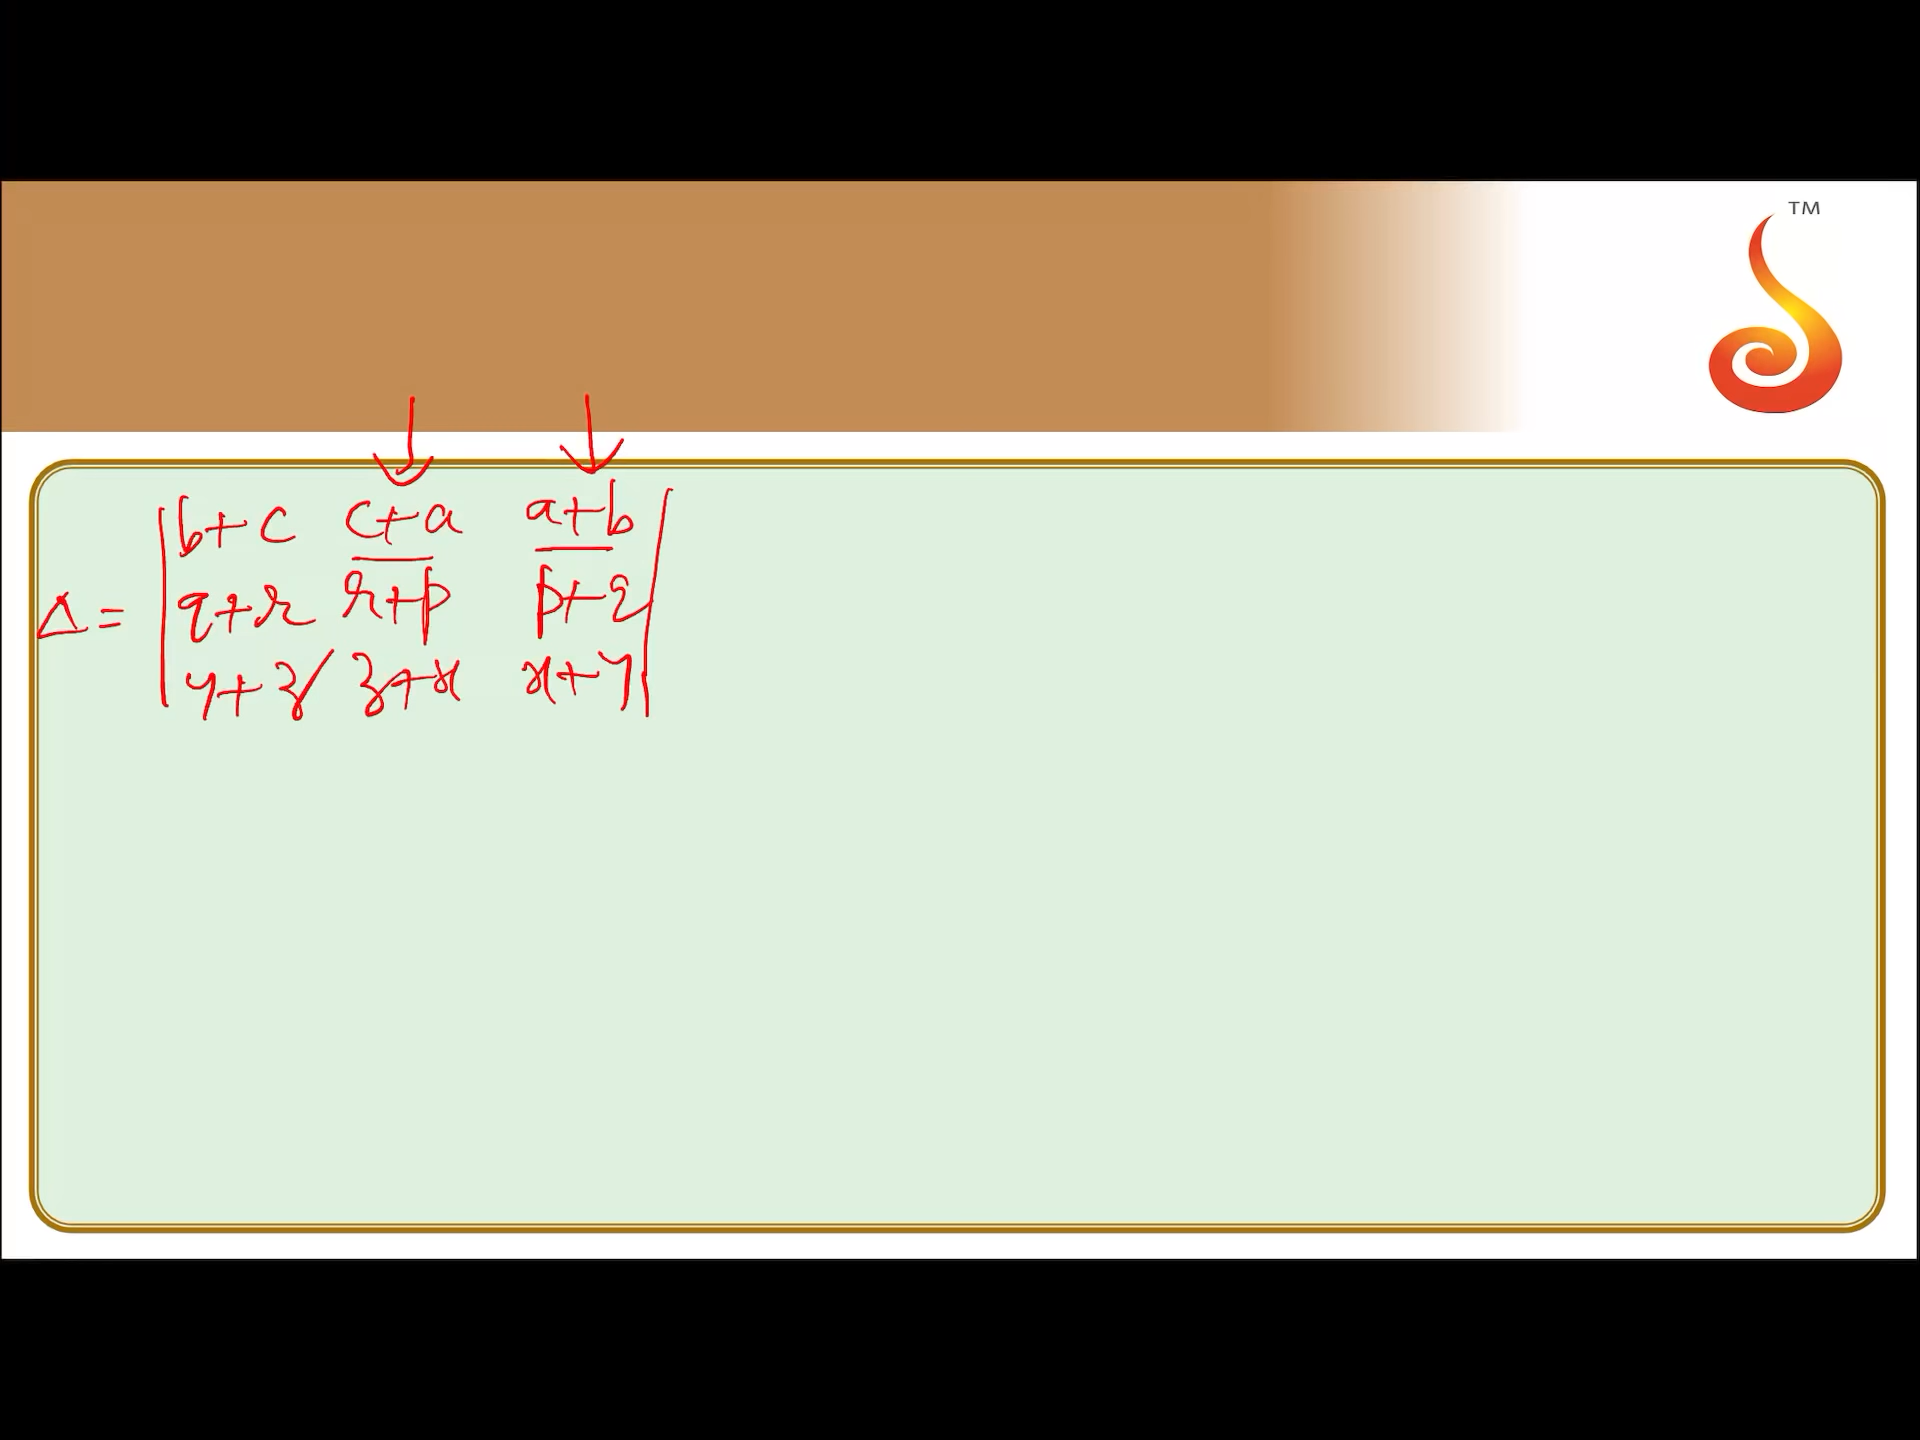 TM
b+c c+a a+b
Δ= q+r r+p p+q
y+z z+x x+y